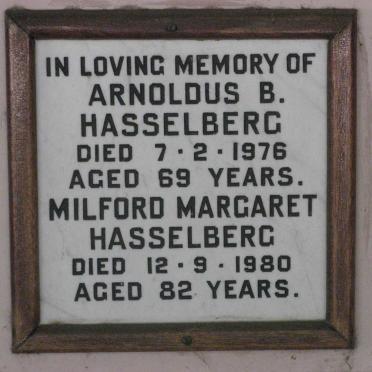 IN LOVING MEMORY OF
ARNOLDUS B.
HASSELBERG
DIED 7·2·1976
AGED 69 YEARS.
MILFORD MARGARET
HASSELBERG
DIED 12·9·1980
AGED 82 YEARS.